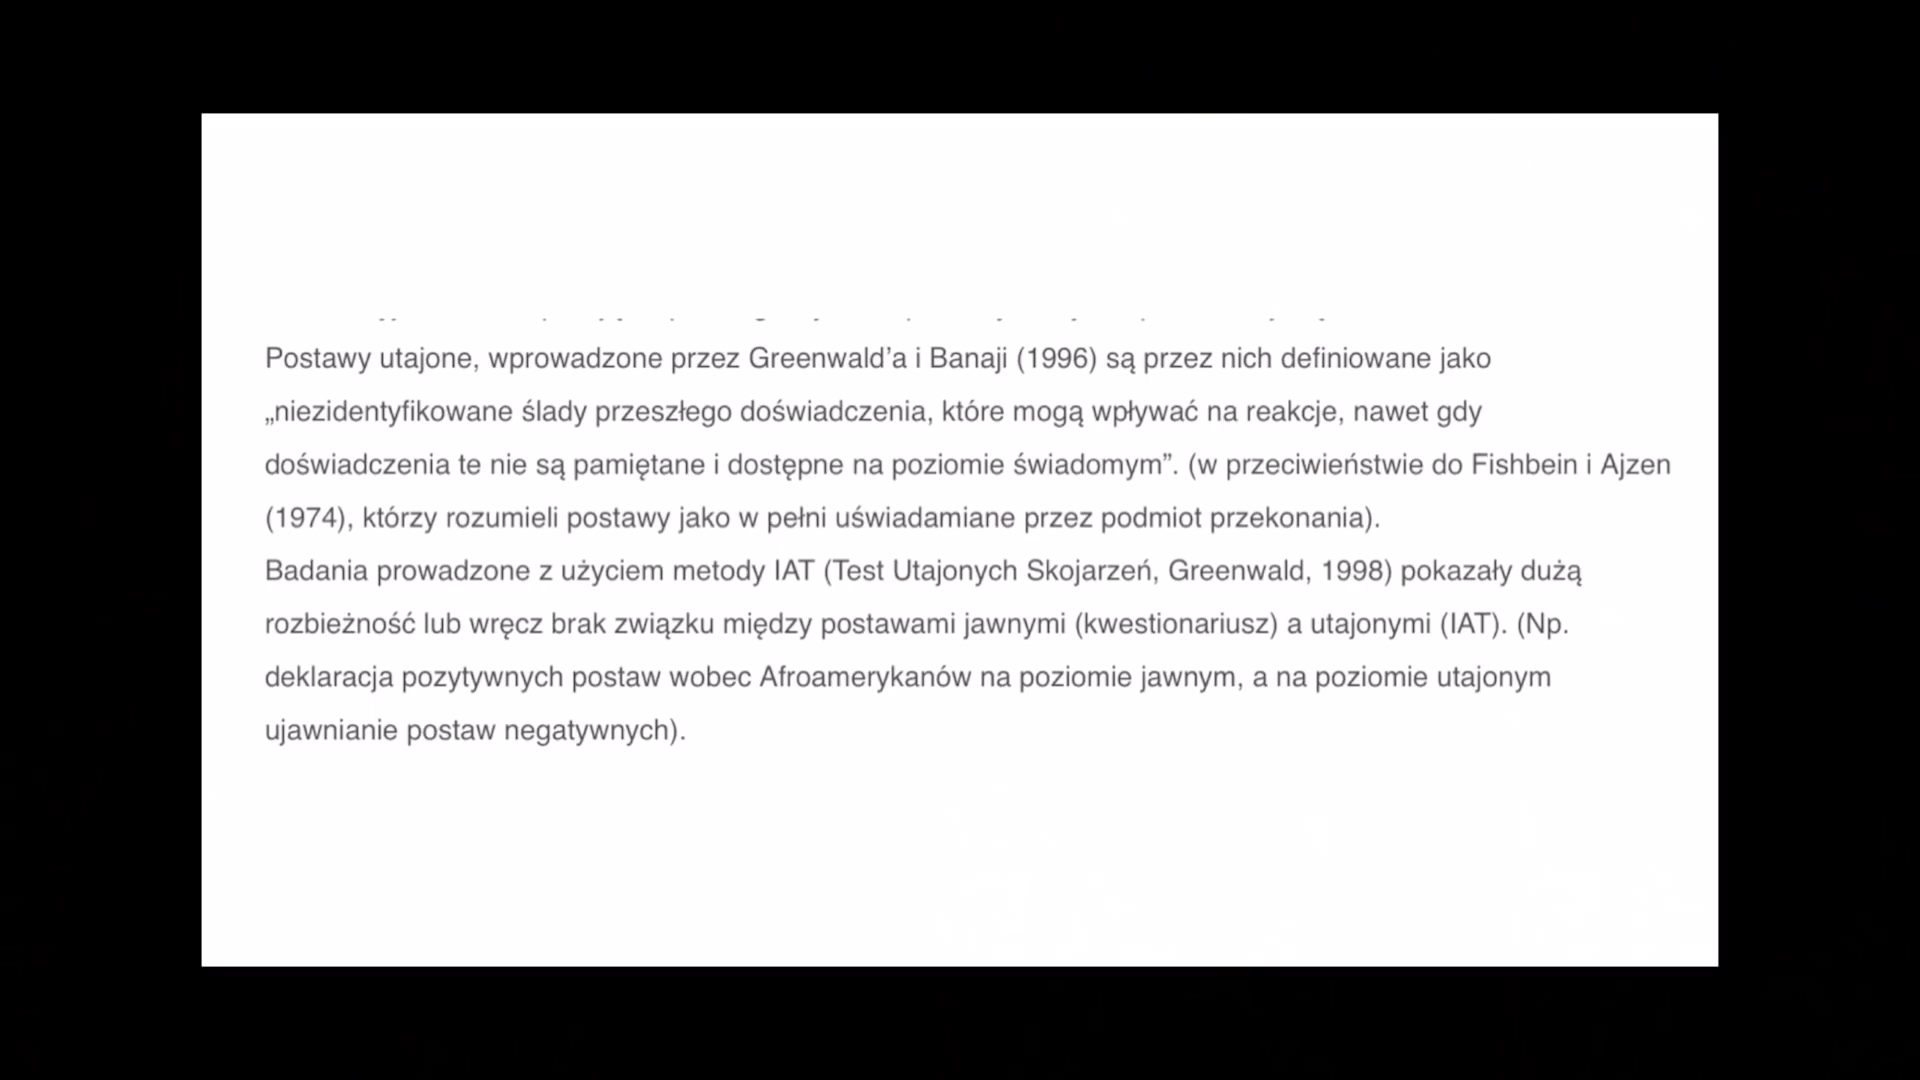 Postawy utajone, wprowadzone przez Greenwald’a i Banaji (1996) są przez nich definiowane jako
„niezidentyfikowane ślady przeszłego doświadczenia, które mogą wpływać na reakcje, nawet gdy
doświadczenia te nie są pamiętane i dostępne na poziomie świadomym”. (w przeciwieństwie do Fishbein i Ajzen
(1974), którzy rozumieli postawy jako w pełni uświadamiane przez podmiot przekonania).
Badania prowadzone z użyciem metody IAT (Test Utajonych Skojarzeń, Greenwald, 1998) pokazały dużą
rozbieżność lub wręcz brak związku między postawami jawnymi (kwestionariusz) a utajonymi (IAT). (Np.
deklaracja pozytywnych postaw wobec Afroamerykanów na poziomie jawnym, a na poziomie utajonym
ujawnianie postaw negatywnych).